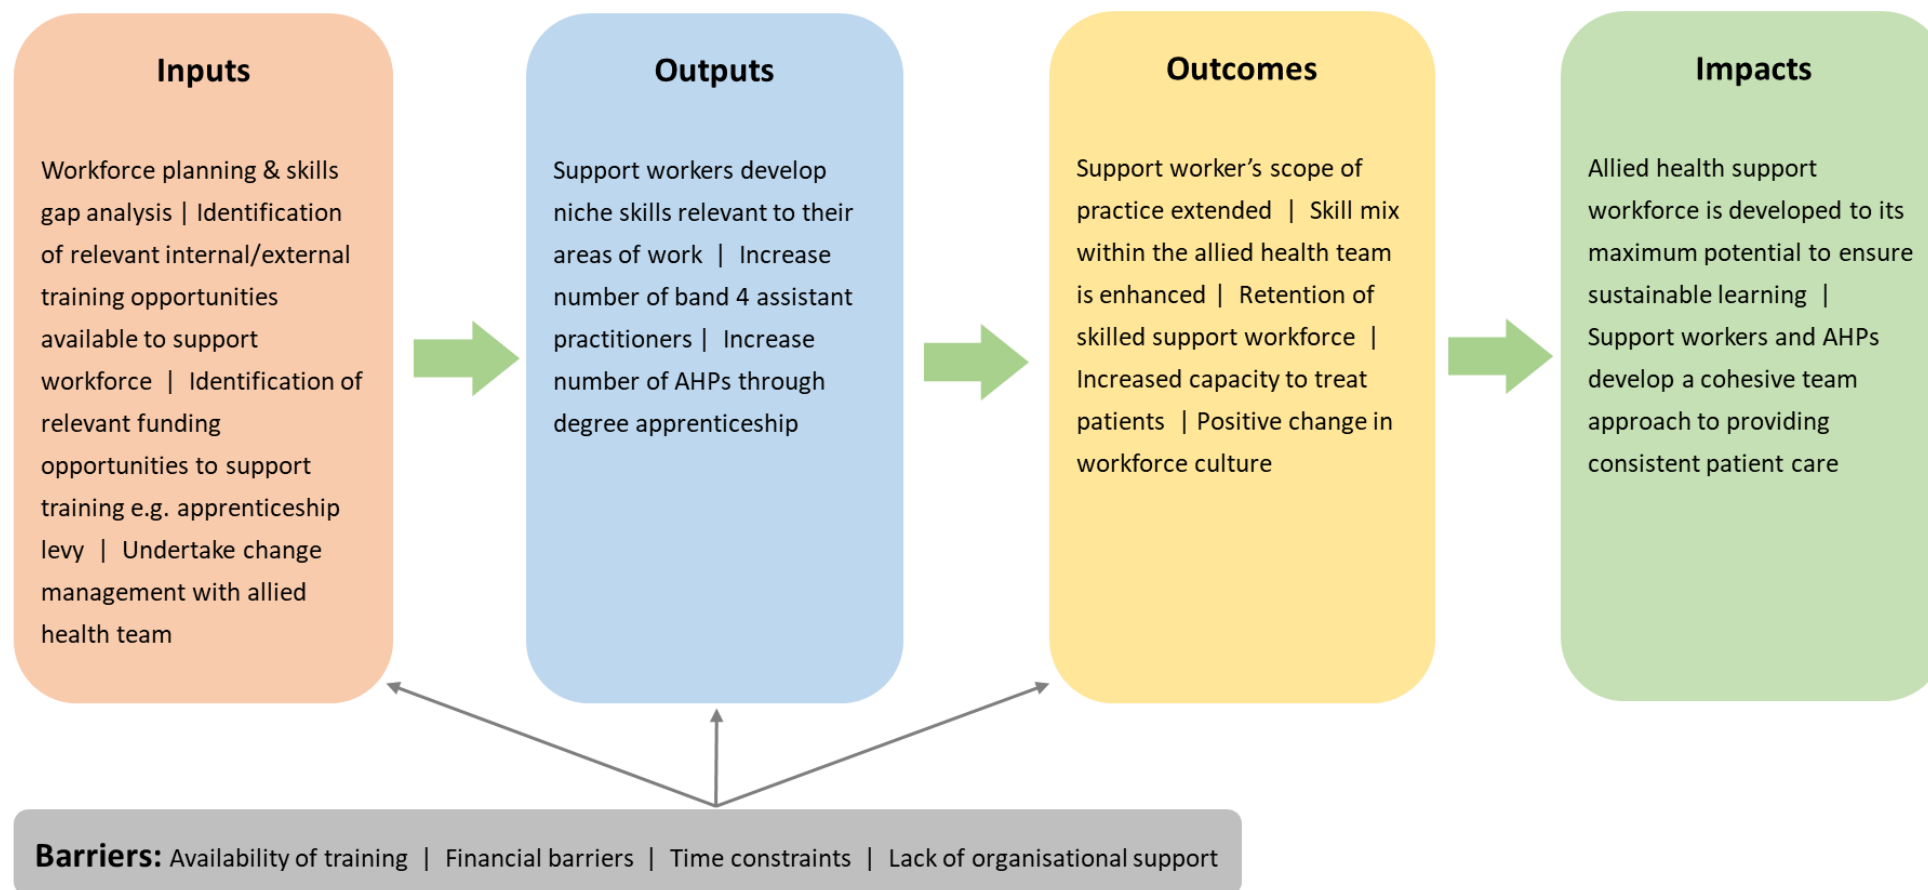 Inputs
Workforce planning & skills
gap analysis | Identification
of relevant internal/external
training opportunities
available to support
workforce | Identification of
relevant funding
opportunities to support
training e.g. apprenticeship
levy | Undertake change
management with allied
health team
Outputs
Support workers develop
niche skills relevant to their
areas of work | Increase
number of band 4 assistant
practitioners | Increase
number of AHPs through
degree apprenticeship
Outcomes
Support worker’s scope of
practice extended | Skill mix
within the allied health team
is enhanced | Retention of
skilled support workforce |
Increased capacity to treat
patients | Positive change in
workforce culture
Impacts
Allied health support
workforce is developed to its
maximum potential to ensure
sustainable learning |
Support workers and AHPs
develop a cohesive team
approach to providing
consistent patient care
Barriers: Availability of training | Financial barriers | Time constraints | Lack of organisational support